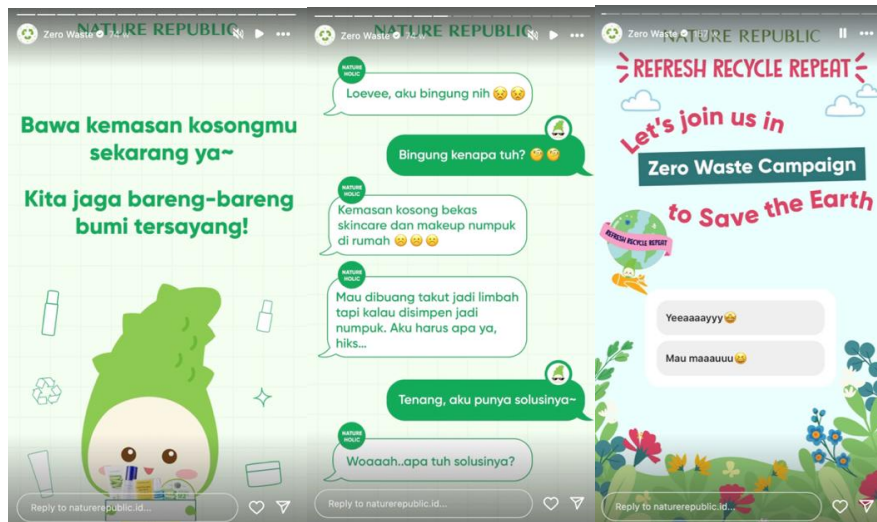 Zero Waste 74 w
NATURE REPUBLIC
Bawa kemasan kosongmu
sekarang ya~
Kita jaga bareng-bareng
bumi tersayang!
Reply to naturerepublic.id...
Zero Waste 74 w
NATURE REPUBLIC
NATURE
HOLIC
Loevee, aku bingung nih 😣 😣
Bingung kenapa tuh? 🧐 🧐
NATURE
HOLIC
Kemasan kosong bekas
skincare dan makeup numpuk
di rumah 🙁 🙁 🙁
NATURE
HOLIC
Mau dibuang takut jadi limbah
tapi kalau disimpen jadi
numpuk. Aku harus apa ya,
hiks...
Tenang, aku punya solusinya~
NATURE
HOLIC
Woaaah..apa tuh solusinya?
Reply to naturerepublic.id...
Zero Waste
NATURE REPUBLIC
REFRESH RECYCLE REPEAT
Let's join us in
Zero Waste Campaign
to Save the Earth
REFRESH RECYCLE REPEAT
Yeeaaaayyy🤩
Mau maaauuu😄
Reply to naturerepublic.id...